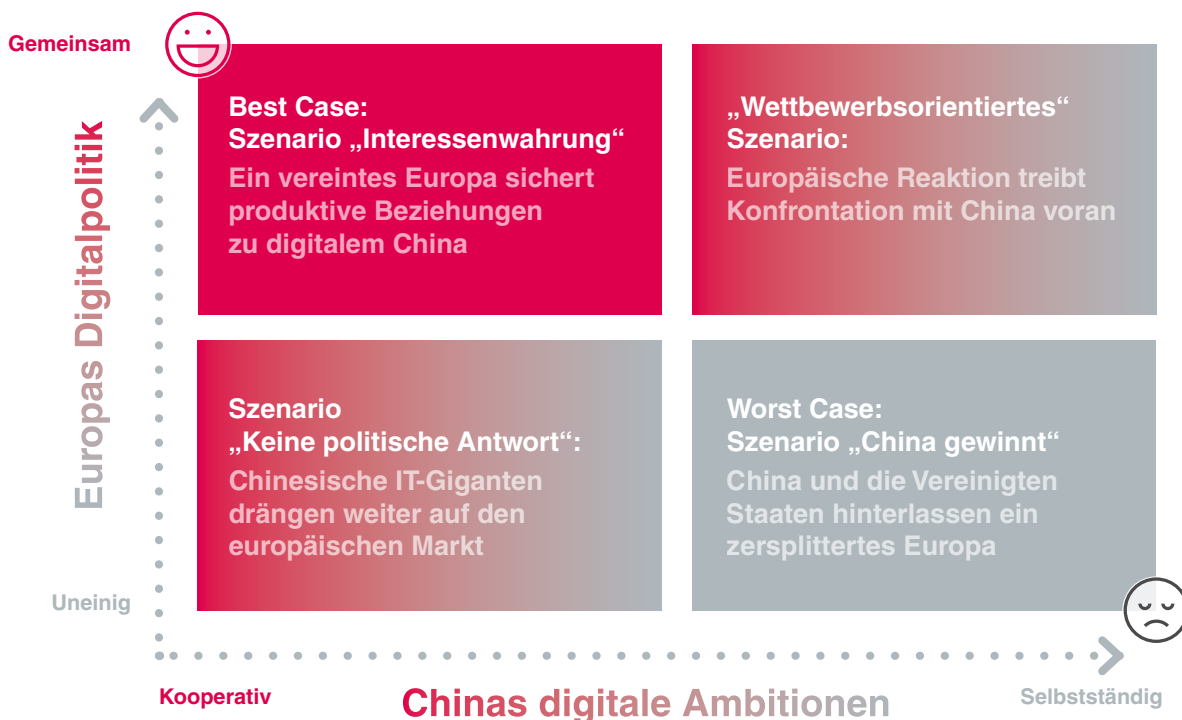 Gemeinsam
Europas Digitalpolitik
Uneinig
Best Case:
Szenario „Interessenwahrung“
Ein vereintes Europa sichert
produktive Beziehungen
zu digitalem China
„Wettbewerbsorientiertes“
Szenario:
Europäische Reaktion treibt
Konfrontation mit China voran
Szenario
„Keine politische Antwort“:
Chinesische IT-Giganten
drängen weiter auf den
europäischen Markt
Worst Case:
Szenario „China gewinnt“
China und die Vereinigten
Staaten hinterlassen ein
zersplittertes Europa
Kooperativ
Chinas digitale Ambitionen
Selbstständig